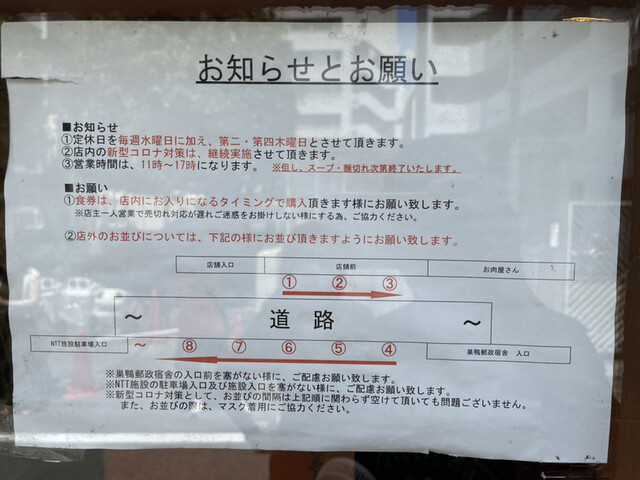 お知らせとお願い
■お知らせ
①定休日を毎週水曜日に加え、第二・第四木曜日とさせて頂きます。
②店内の新型コロナ対策は、継続実施させて頂きます。
③営業時間は、11時～17時になります。 ※但し、スープ・麺切れ次第終了いたします。
■お願い
①食券は、店内にお入りになるタイミングで購入頂きます様にお願い致します。
※店主一人営業で売切れ対応が遅れご迷惑をお掛けしない様にする為、ご協力ください。
②店外のお並びについては、下記の様にお並び頂きますようにお願い致します。
店舗入口 店舗前 お肉屋さん
① ② ③
～ 道路 ～
NTT施設駐車場入口 ～ ⑧ ⑦ ⑥ ⑤ ④ 巣鴨郵政宿舎 入口
※巣鴨郵政宿舎の入口前を塞がない様に、ご配慮お願い致します。
※NTT施設の駐車場入口及び施設入口を塞がない様に、ご配慮お願い致します。
※新型コロナ対策として、お並びの間隔は上記順に関わらず空けて頂いても問題ございません。
また、お並びの際は、マスク着用にご協力ください。